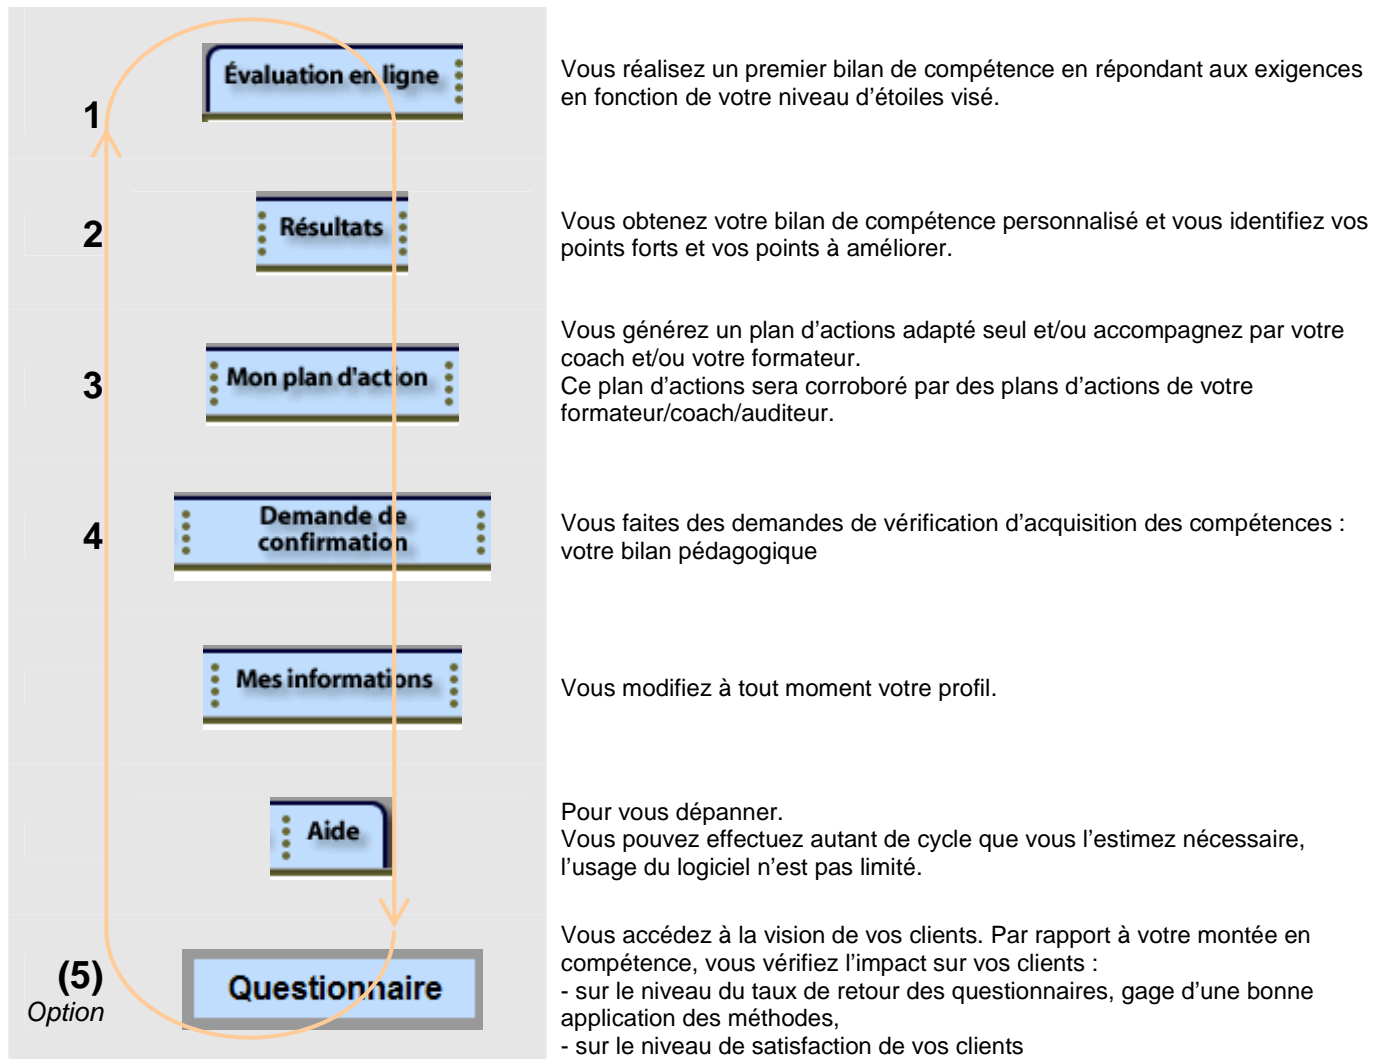 1
Évaluation en ligne
Vous réalisez un premier bilan de compétence en répondant aux exigences
en fonction de votre niveau d’étoiles visé.
2
Résultats
Vous obtenez votre bilan de compétence personnalisé et vous identifiez vos
points forts et vos points à améliorer.
3
Mon plan d'action
Vous générez un plan d’actions adapté seul et/ou accompagnez par votre
coach et/ou votre formateur.
Ce plan d’actions sera corroboré par des plans d’actions de votre
formateur/coach/auditeur.
4
Demande de
confirmation
Vous faites des demandes de vérification d’acquisition des compétences :
votre bilan pédagogique
Mes informations
Vous modifiez à tout moment votre profil.
Aide
Pour vous dépanner.
Vous pouvez effectuez autant de cycle que vous l’estimez nécessaire,
l’usage du logiciel n’est pas limité.
(5)
Option
Questionnaire
Vous accédez à la vision de vos clients. Par rapport à votre montée en
compétence, vous vérifiez l’impact sur vos clients :
- sur le niveau du taux de retour des questionnaires, gage d’une bonne
application des méthodes,
- sur le niveau de satisfaction de vos clients